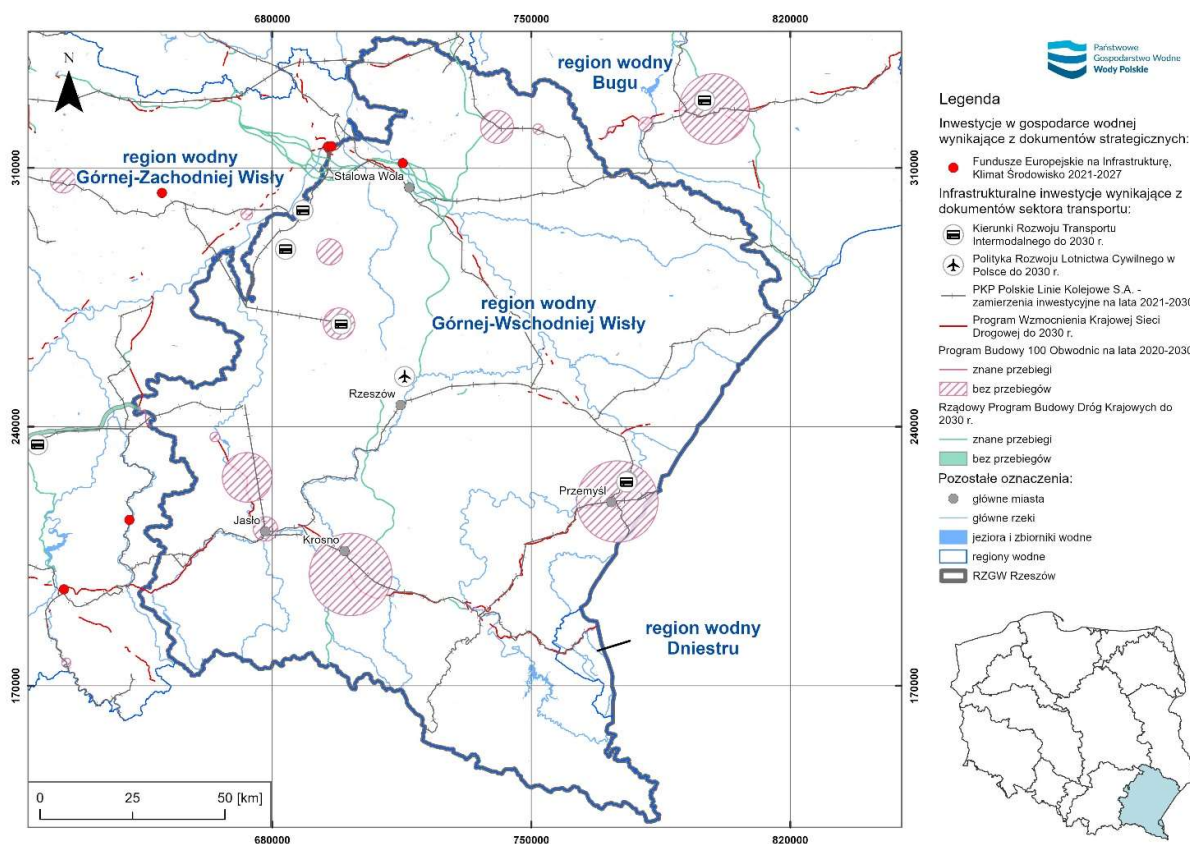 680000
750000
820000
N
region wodny
Bugu
region wodny
Górnej-Zachodniej Wisły
310000
310000
Stalowa Wola
region wodny
Górnej-Wschodniej Wisły
Rzeszów
240000
240000
Przemyśl
Jasło
Krosno
region wodny
Dniestru
170000
170000
0
25
50 [km]
680000
750000
820000
Państwowe
Gospodarstwo Wodne
Wody Polskie
Legenda
Inwestycje w gospodarce wodnej
wynikające z dokumentów strategicznych:
Fundusze Europejskie na Infrastrukturę,
Klimat Środowisko 2021-2027
Infrastrukturalne inwestycje wynikające z
dokumentów sektora transportu:
Kierunki Rozwoju Transportu
Intermodalnego do 2030 r.
Polityka Rozwoju Lotnictwa Cywilnego w
Polsce do 2030 r.
PKP Polskie Linie Kolejowe S.A. -
zamierzenia inwestycyjne na lata 2021-2030
Program Wzmocnienia Krajowej Sieci
Drogowej do 2030 r.
Program Budowy 100 Obwodnic na lata 2020-2030
znane przebiegi
bez przebiegów
Rządowy Program Budowy Dróg Krajowych do
2030 r.
znane przebiegi
bez przebiegów
Pozostałe oznaczenia:
główne miasta
główne rzeki
jeziora i zbiorniki wodne
regiony wodne
RZGW Rzeszów